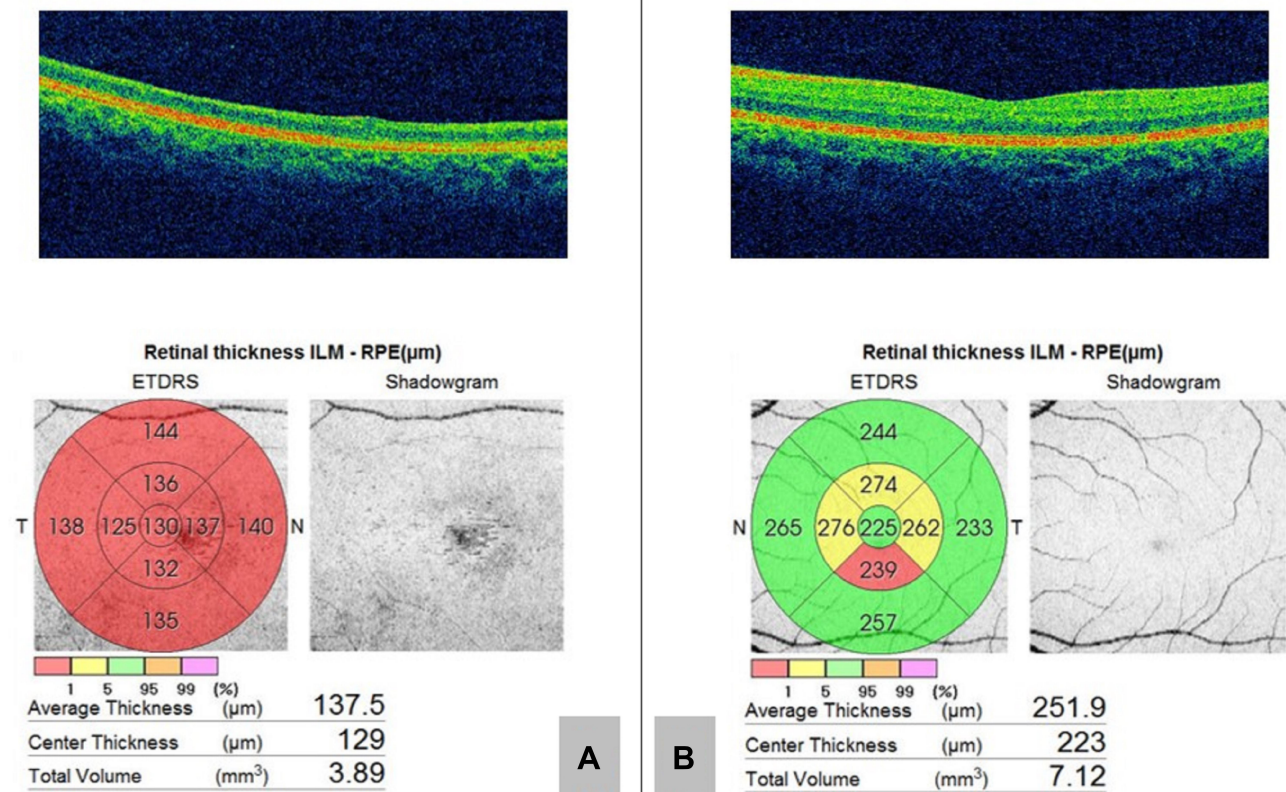 Retinal thickness ILM - RPE(µm)
ETDRS Shadowgram
144
136
T 138 125 130 137 140 N
132
135
1 5 95 99 (%)
Average Thickness (µm) 137.5
Center Thickness (µm) 129
Total Volume (mm³) 3.89
A
Retinal thickness ILM - RPE(µm)
ETDRS Shadowgram
244
274
N 265 276 225 262 233 T
239
257
1 5 95 99 (%)
Average Thickness (µm) 251.9
Center Thickness (µm) 223
Total Volume (mm³) 7.12
B